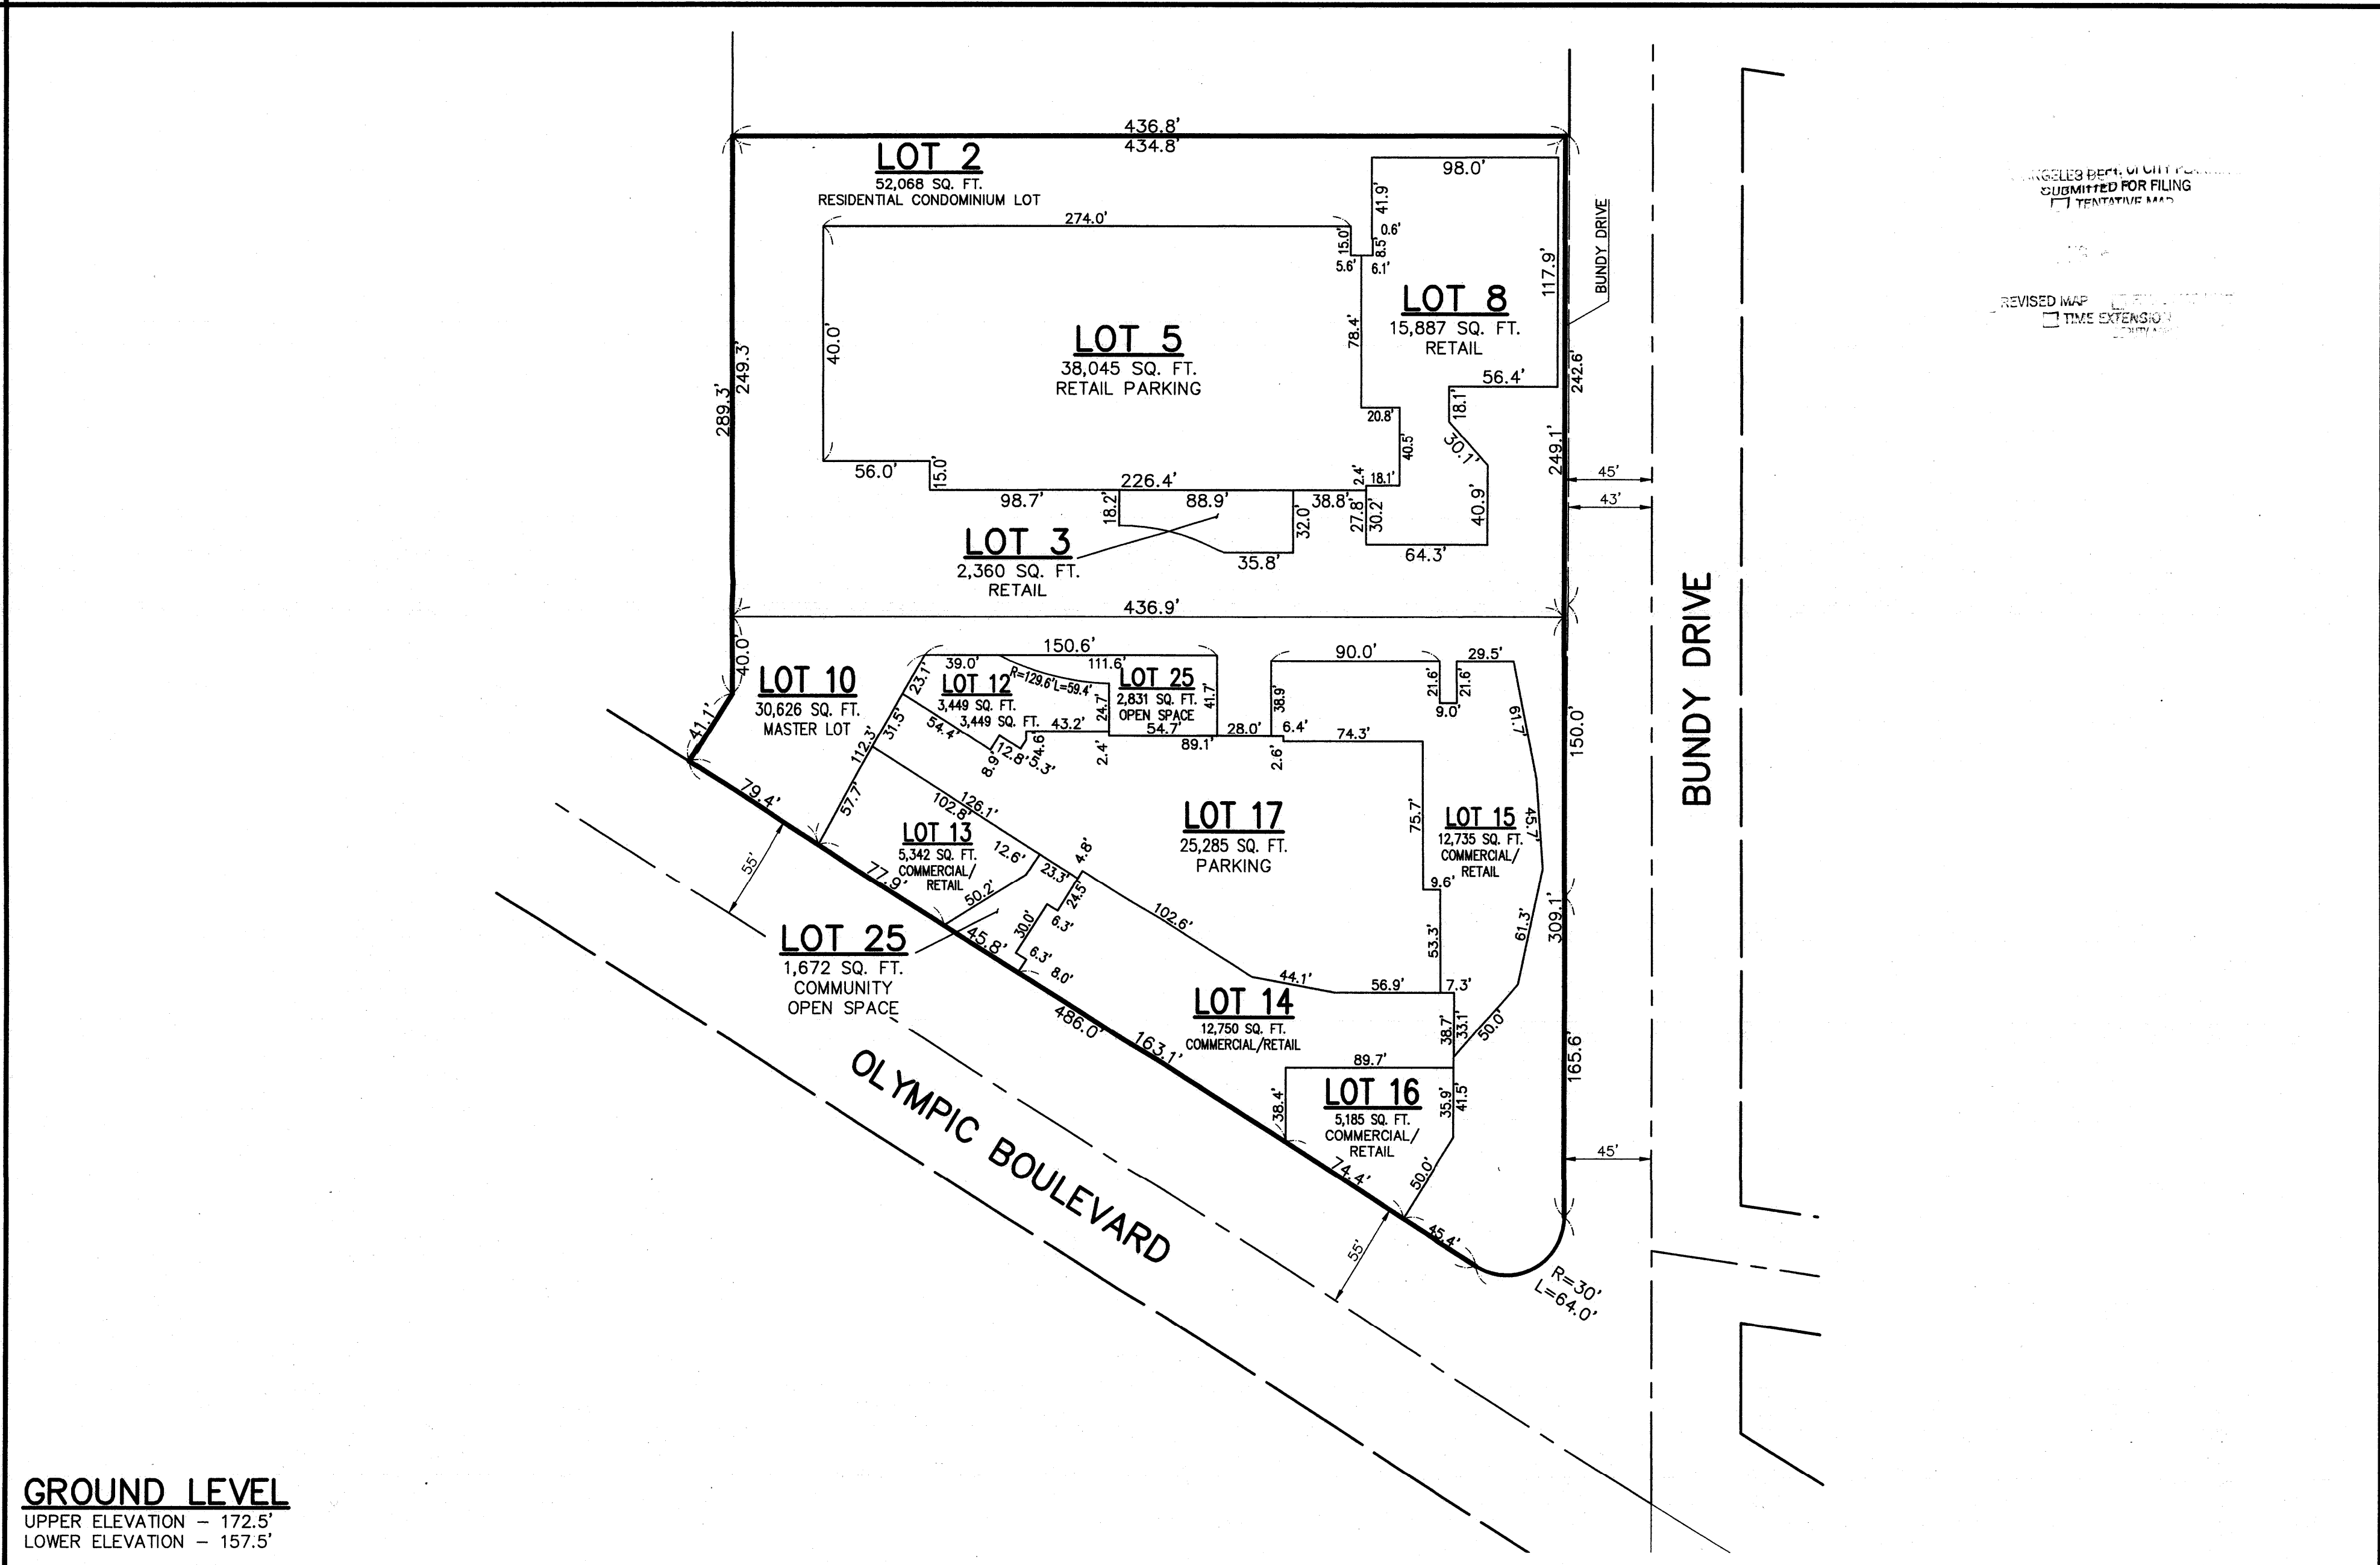 436.8'
434.8'
LOT 2
52,068 SQ. FT.
RESIDENTIAL CONDOMINIUM LOT
98.0'
41.9'
274.0'
15.0'
0.6'
8.5'
5.6'
6.1'
BUNDY DRIVE
117.9'
LOT 8
15,887 SQ. FT.
RETAIL
78.4'
LOT 5
38,045 SQ. FT.
RETAIL PARKING
40.0'
249.3'
289.3'
56.4'
242.6'
18.1'
20.8'
30.1'
40.5'
249.1'
56.0'
15.0'
226.4'
98.7'
88.9'
38.8'
2.4'
18.1'
18.2'
32.0'
27.8'
30.2'
40.9'
45'
43'
LOT 3
2,360 SQ. FT.
RETAIL
35.8'
64.3'
436.9'
BUNDY DRIVE
40.0'
150.6'
39.0'
111.6'
90.0'
29.5'
LOT 10
30,626 SQ. FT.
MASTER LOT
23.1'
R=129.6' L=59.4'
LOT 12
3,449 SQ. FT.
3,449 SQ. FT.
LOT 25
2,831 SQ. FT.
OPEN SPACE
24.7'
41.7'
38.9'
21.6'
21.6'
9.0'
61.7'
41.1'
31.5'
112.3'
54.4'
8.9'
12.8'
5.3'
14.6'
43.2'
2.4'
54.7'
89.1'
28.0'
6.4'
2.6'
74.3'
150.0'
79.4'
57.7'
126.1'
102.8'
LOT 13
5,342 SQ. FT.
COMMERCIAL/
RETAIL
12.6'
23.3'
4.8'
LOT 17
25,285 SQ. FT.
PARKING
75.7'
LOT 15
12,735 SQ. FT.
COMMERCIAL/
RETAIL
45.7'
55'
77.9'
50.2'
24.5'
6.3'
30.0'
6.3'
8.0'
102.6'
9.6'
53.3'
61.3'
309.1'
LOT 25
1,672 SQ. FT.
COMMUNITY
OPEN SPACE
45.8'
44.1'
56.9'
7.3'
LOT 14
12,750 SQ. FT.
COMMERCIAL/RETAIL
38.7'
33.1'
50.0'
486.0'
163.1'
165.6'
89.7'
LOT 16
5,185 SQ. FT.
COMMERCIAL/
RETAIL
38.4'
35.9'
41.5'
OLYMPIC BOULEVARD
74.4'
50.0'
45'
45.4'
55'
R=30'
L=64.0'
SUBMITTED FOR FILING
TENTATIVE MAP
REVISED MAP
TIME EXTENSION
GROUND LEVEL
UPPER ELEVATION – 172.5'
LOWER ELEVATION – 157.5'